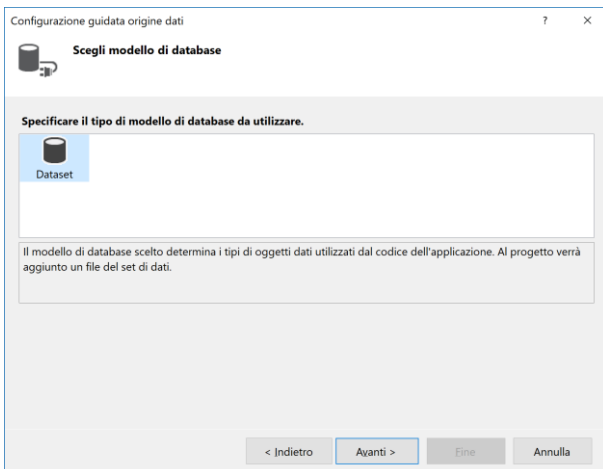 Configurazione guidata origine dati
?
Scegli modello di database
Specificare il tipo di modello di database da utilizzare.
Dataset
Il modello di database scelto determina i tipi di oggetti dati utilizzati dal codice dell'applicazione. Al progetto verrà
aggiunto un file del set di dati.
< Indietro
Avanti >
Fine
Annulla